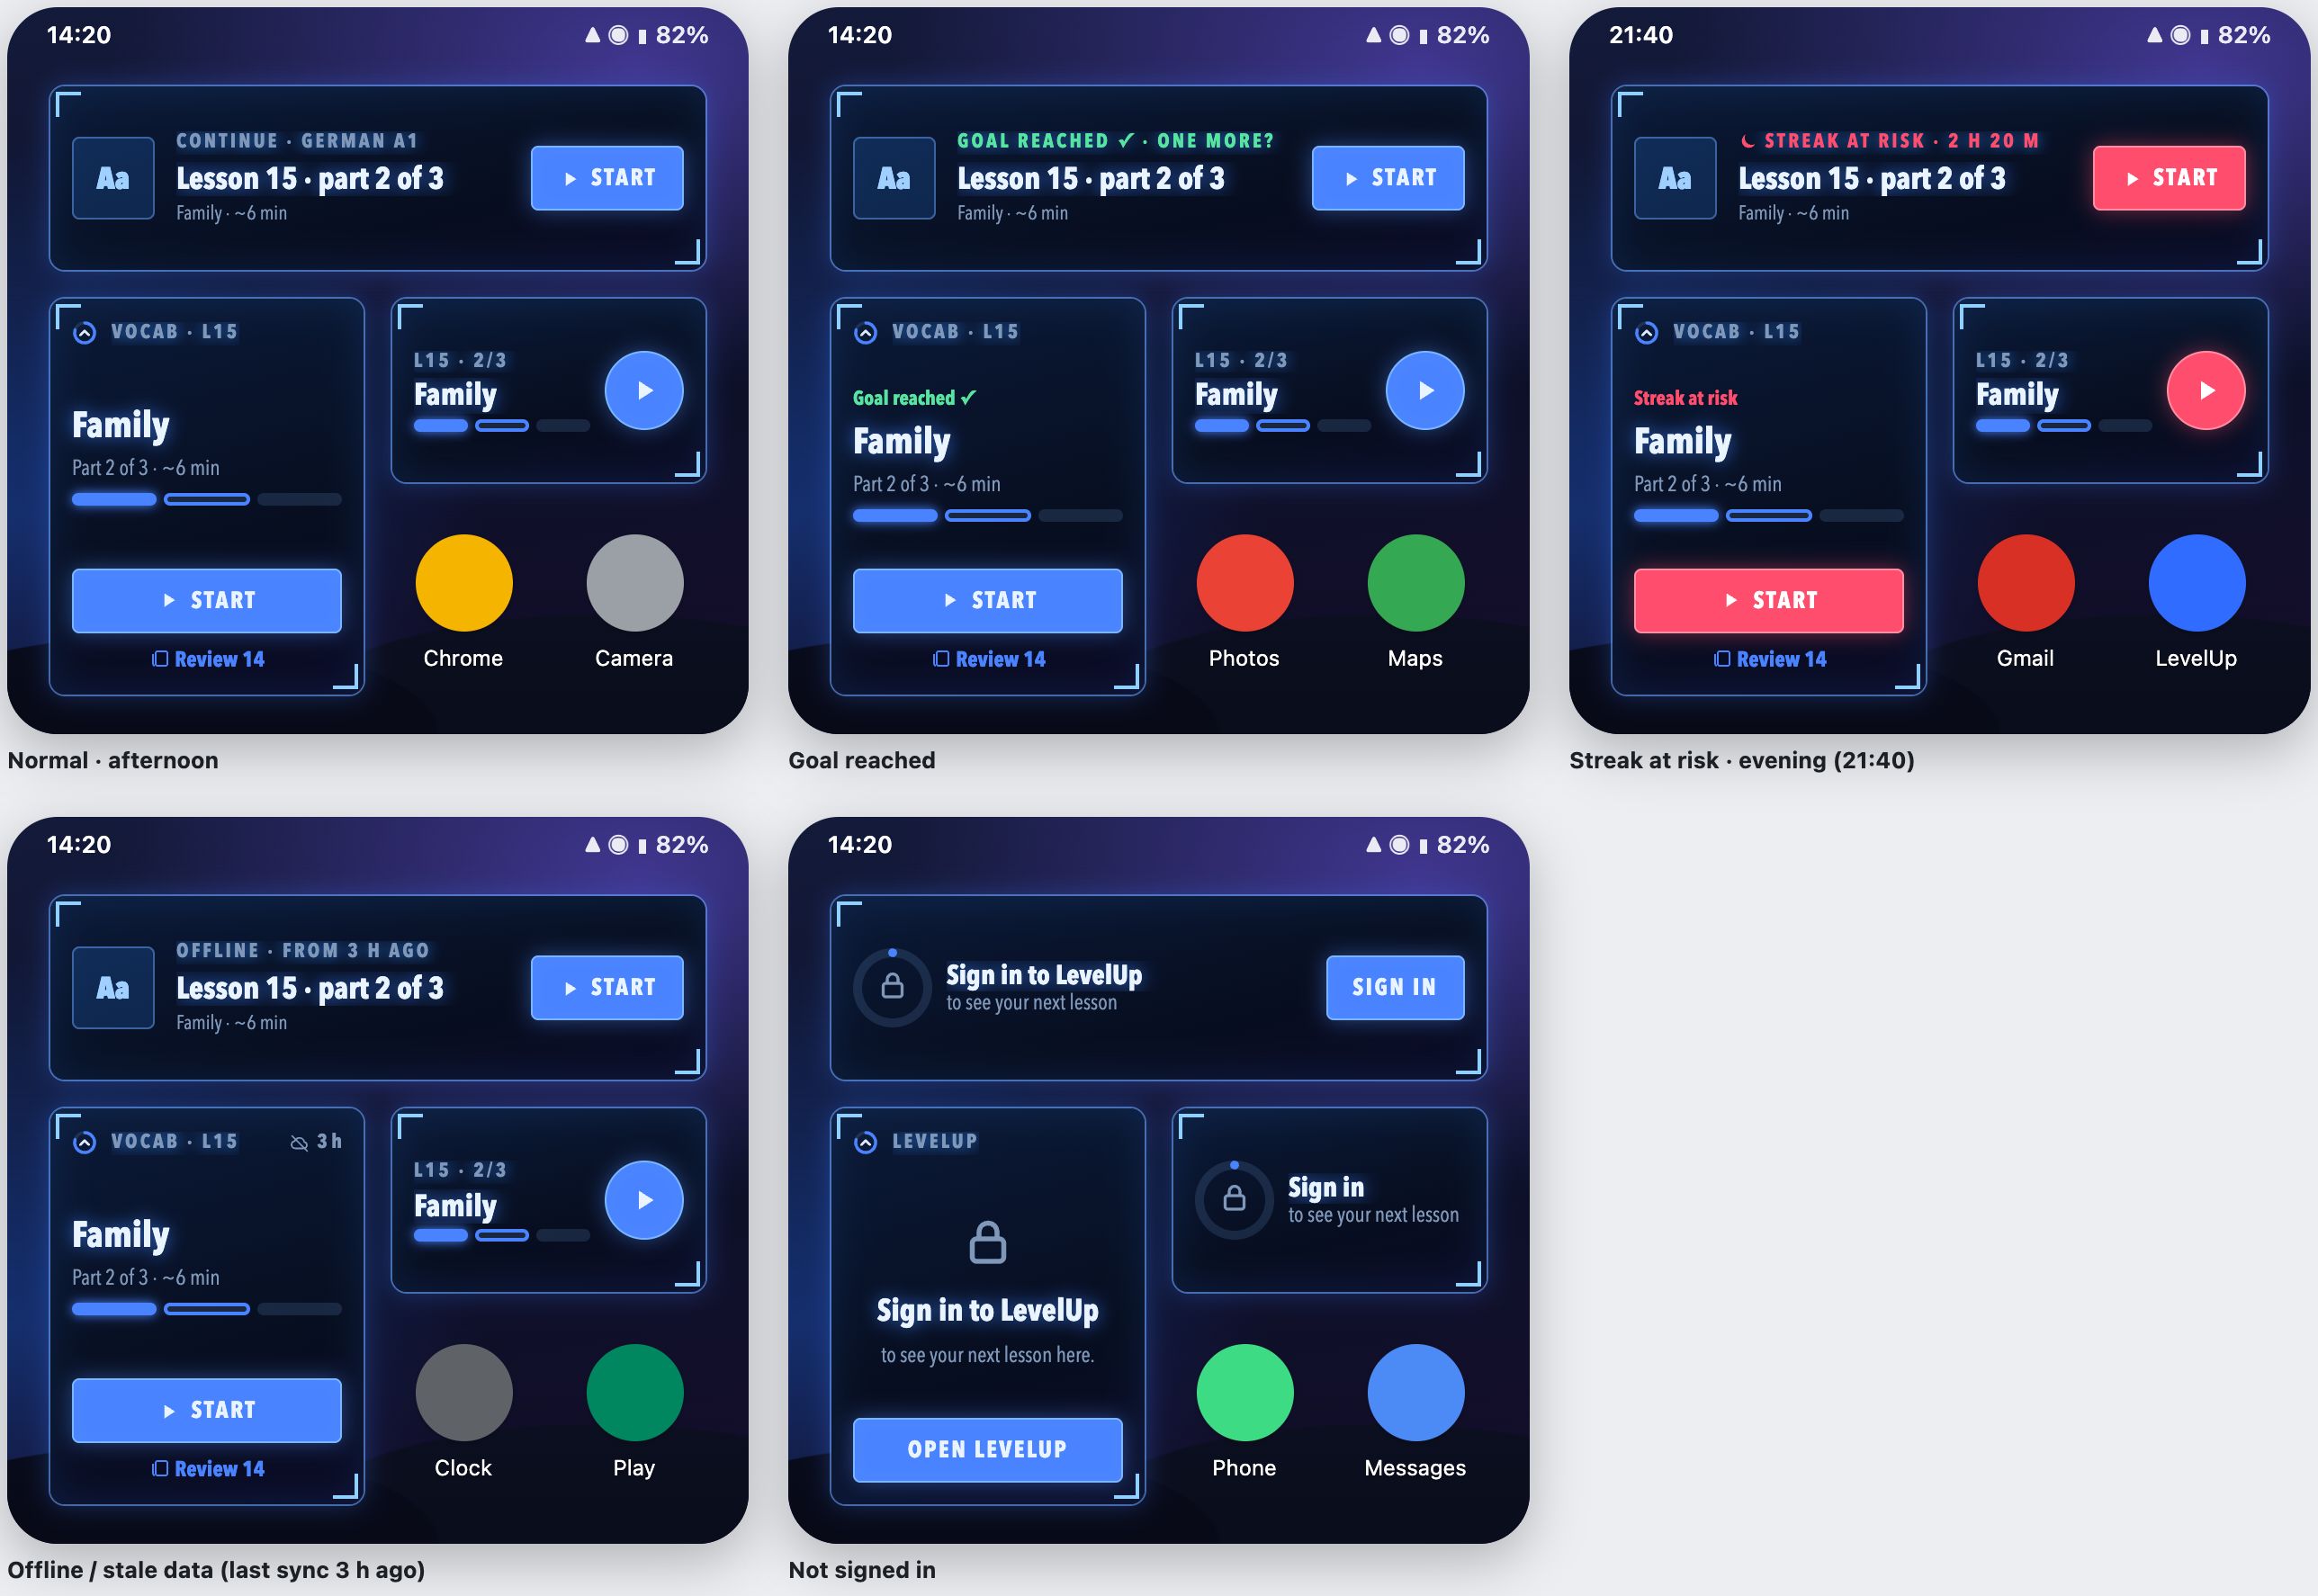 14:20
82%
CONTINUE · GERMAN A1
Aa
Lesson 15 · part 2 of 3
START
Family · ~6 min
VOCAB · L15
Family
Part 2 of 3 · ~6 min
START
Review 14
L15 · 2/3
Family
Chrome
Camera
Normal · afternoon
14:20
82%
GOAL REACHED ✓ · ONE MORE?
Aa
Lesson 15 · part 2 of 3
START
Family · ~6 min
VOCAB · L15
Goal reached ✓
Family
Part 2 of 3 · ~6 min
START
Review 14
L15 · 2/3
Family
Photos
Maps
Goal reached
21:40
82%
STREAK AT RISK · 2 H 20 M
Aa
Lesson 15 · part 2 of 3
START
Family · ~6 min
VOCAB · L15
Streak at risk
Family
Part 2 of 3 · ~6 min
START
Review 14
L15 · 2/3
Family
Gmail
LevelUp
Streak at risk · evening (21:40)
14:20
82%
OFFLINE · FROM 3 H AGO
Aa
Lesson 15 · part 2 of 3
START
Family · ~6 min
VOCAB · L15
3 h
Family
Part 2 of 3 · ~6 min
START
Review 14
L15 · 2/3
Family
Clock
Play
Offline / stale data (last sync 3 h ago)
14:20
82%
Sign in to LevelUp
to see your next lesson
SIGN IN
LEVELUP
Sign in to LevelUp
to see your next lesson here.
OPEN LEVELUP
Sign in
to see your next lesson
Phone
Messages
Not signed in